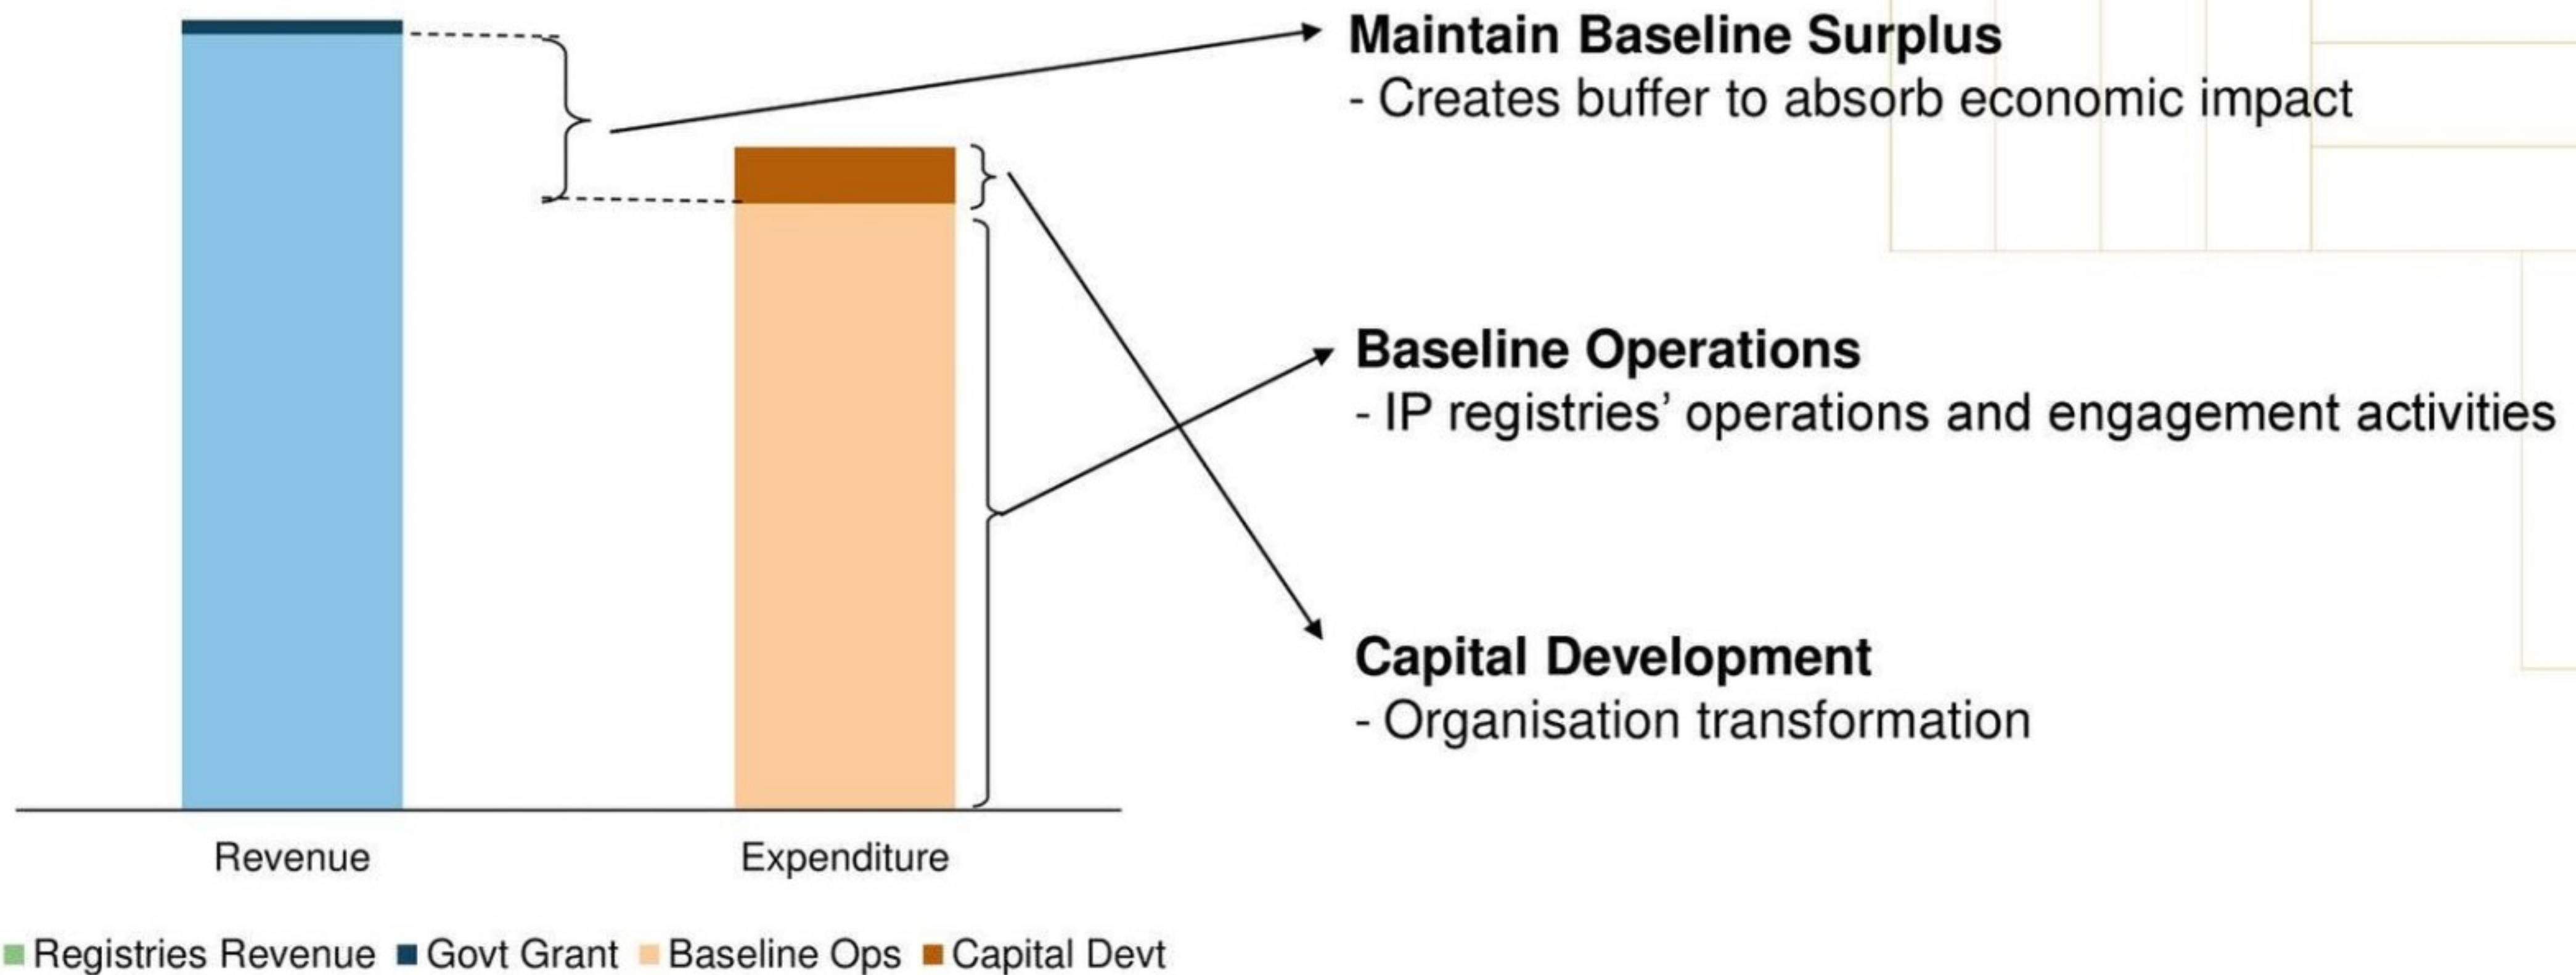 Maintain Baseline Surplus
- Creates buffer to absorb economic impact
Baseline Operations
- IP registries’ operations and engagement activities
Capital Development
- Organisation transformation
Revenue
Expenditure
Registries Revenue Govt Grant Baseline Ops Capital Devt